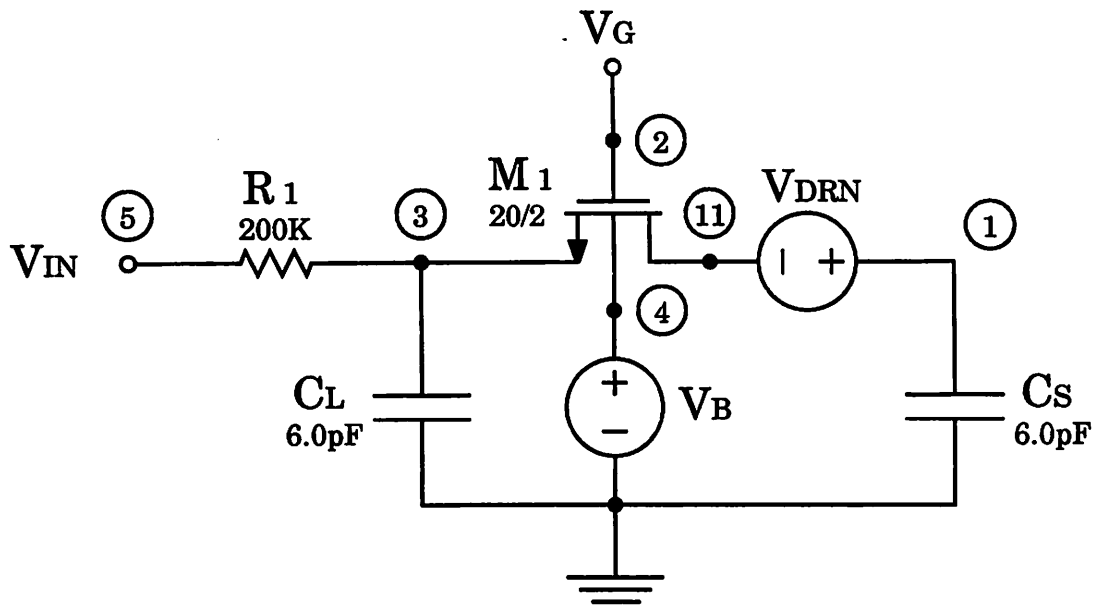 VG
2
M1
20/2
11
VDRN
1
5
R1
200K
3
VIN
4
CL
6.0pF
+
−
VB
− +
CS
6.0pF